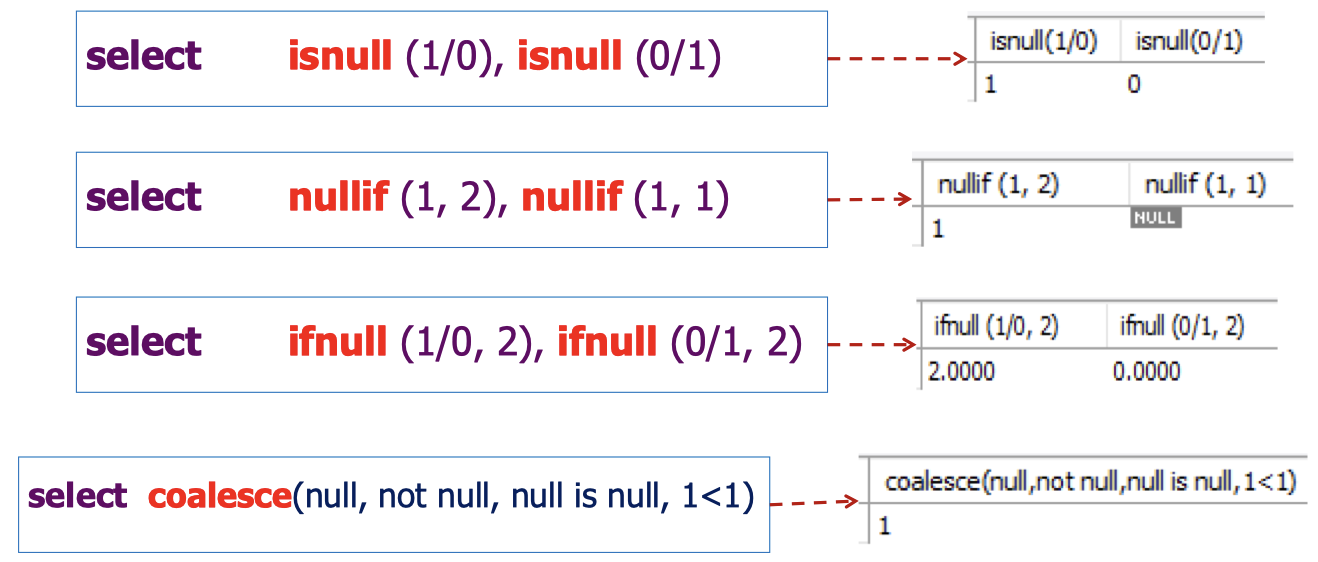 select isnull (1/0), isnull (0/1)
isnull(1/0) isnull(0/1)
1 0
select nullif (1, 2), nullif (1, 1)
nullif (1, 2) nullif (1, 1)
1 NULL
select ifnull (1/0, 2), ifnull (0/1, 2)
ifnull (1/0, 2) ifnull (0/1, 2)
2.0000 0.0000
select coalesce(null, not null, null is null, 1<1)
coalesce(null,not null,null is null,1<1)
1